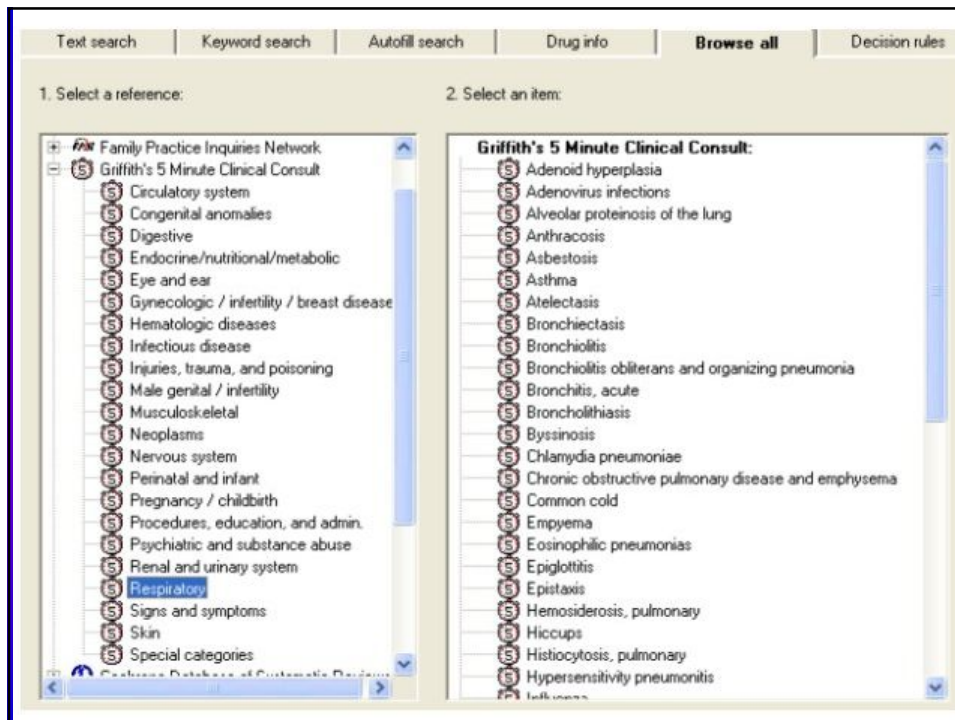 Text search
Keyword search
Autofill search
Drug info
Browse all
Decision rules
1. Select a reference:
2. Select an item:
Family Practice Inquiries Network
Griffith's 5 Minute Clinical Consult
Circulatory system
Congenital anomalies
Digestive
Endocrine/nutritional/metabolic
Eye and ear
Gynecologic / infertility / breast disease
Hematologic diseases
Infectious disease
Injuries, trauma, and poisoning
Male genital / infertility
Musculoskeletal
Neoplasms
Nervous system
Perinatal and infant
Pregnancy / childbirth
Procedures, education, and admin.
Psychiatric and substance abuse
Renal and urinary system
Respiratory
Signs and symptoms
Skin
Special categories
Cochrane Database of Systematic Reviews
Griffith's 5 Minute Clinical Consult:
Adenoid hyperplasia
Adenovirus infections
Alveolar proteinosis of the lung
Anthracosis
Asbestosis
Asthma
Atelectasis
Bronchiectasis
Bronchiolitis
Bronchiolitis obliterans and organizing pneumonia
Bronchitis, acute
Broncholithiasis
Byssinosis
Chlamydia pneumoniae
Chronic obstructive pulmonary disease and emphysema
Common cold
Empyema
Eosinophilic pneumonias
Epiglottitis
Epistaxis
Hemosiderosis, pulmonary
Hiccups
Histiocytosis, pulmonary
Hypersensitivity pneumonitis
Influenza